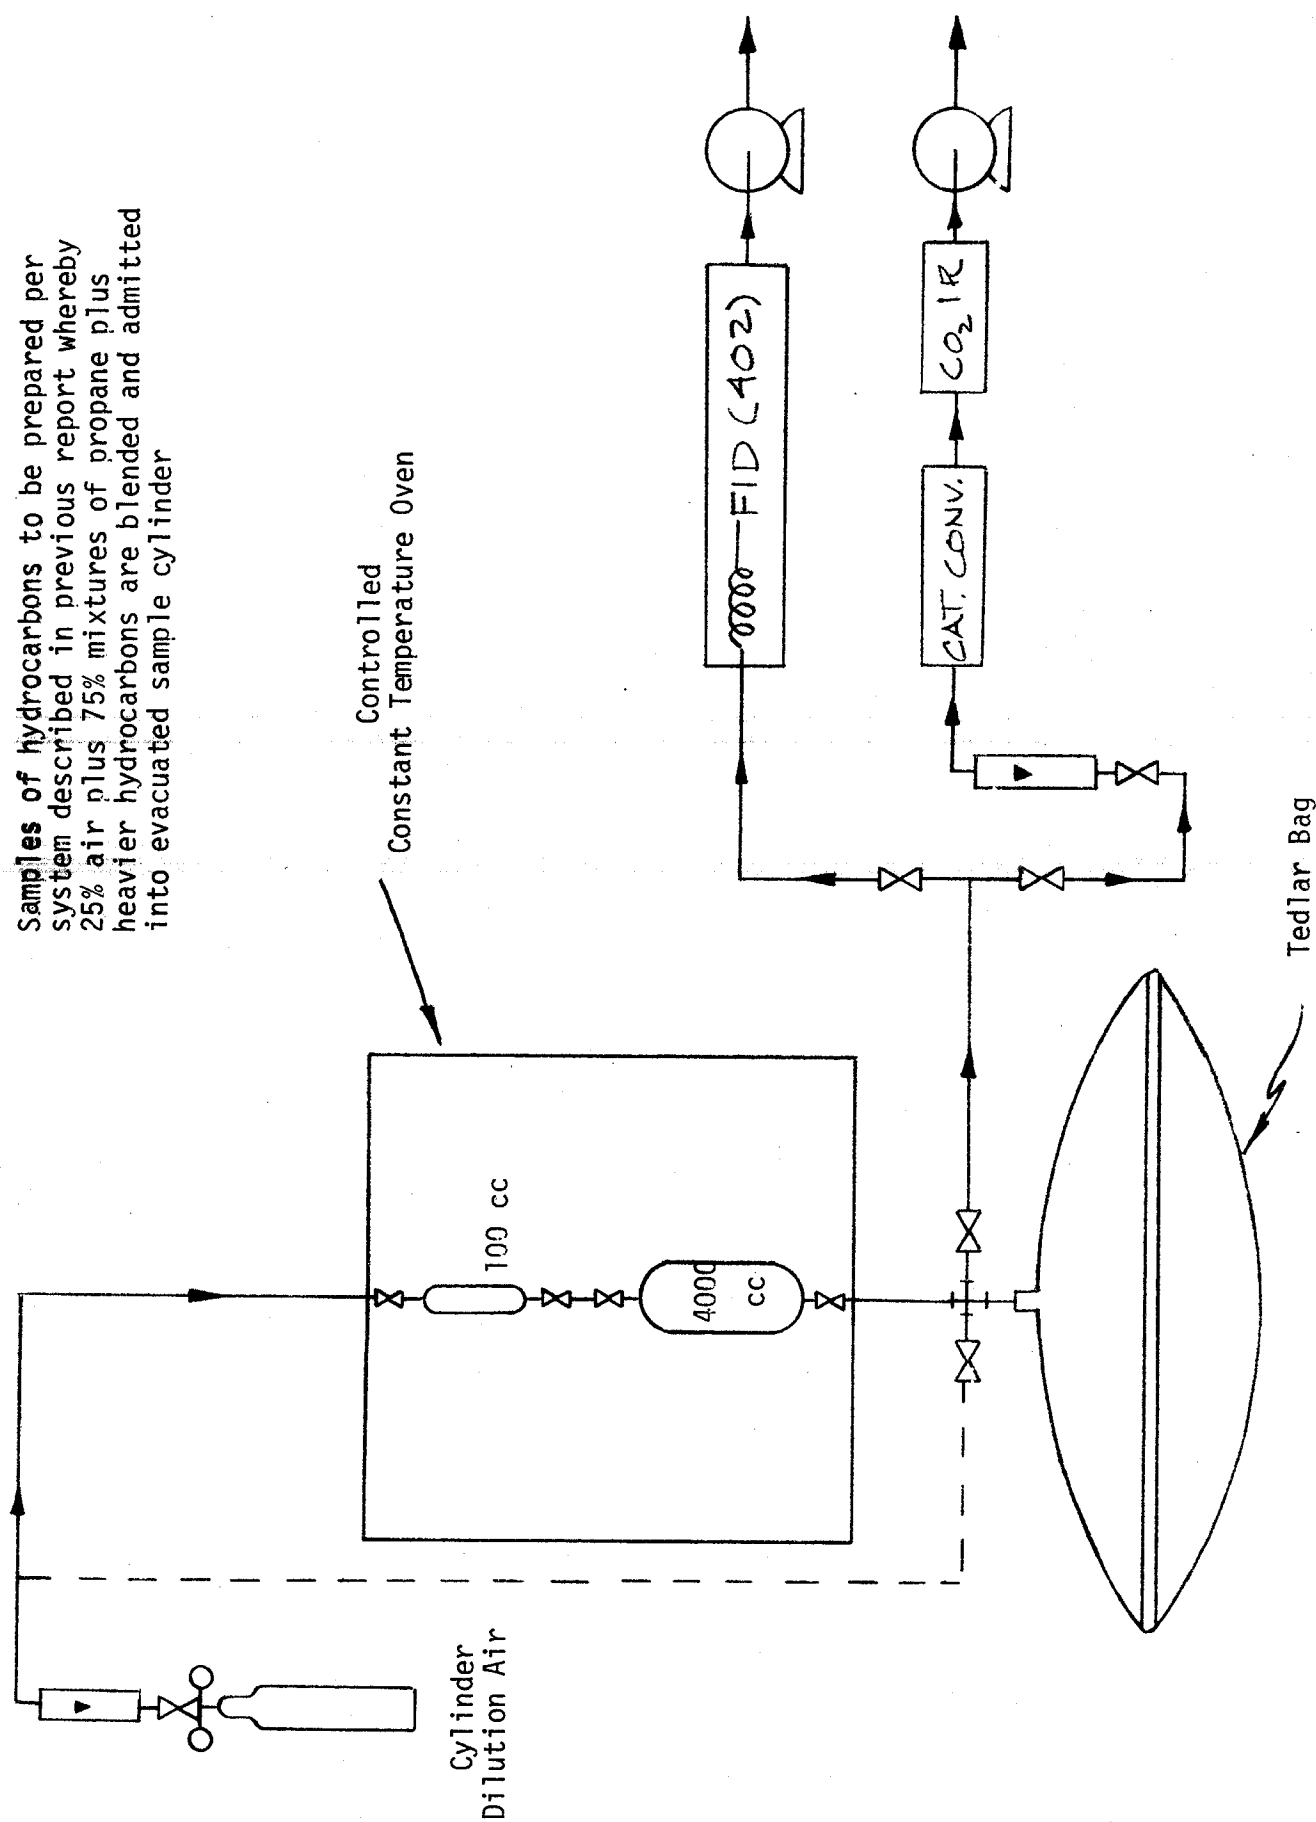 Samples of hydrocarbons to be prepared per
system described in previous report whereby
25% air plus 75% mixtures of propane plus
heavier hydrocarbons are blended and admitted
into evacuated sample cylinder
Controlled
Constant Temperature Oven
100 cc
4000
cc
FID (402)
CAT. CONV.
CO₂ IR
Cylinder
Dilution Air
Tedlar Bag